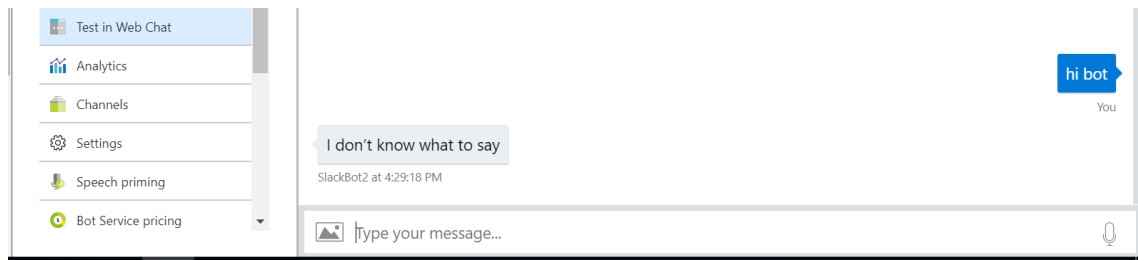 Test in Web Chat
Analytics
Channels
Settings
Speech priming
Bot Service pricing
hi bot
You
I don't know what to say
SlackBot2 at 4:29:18 PM
Type your message...